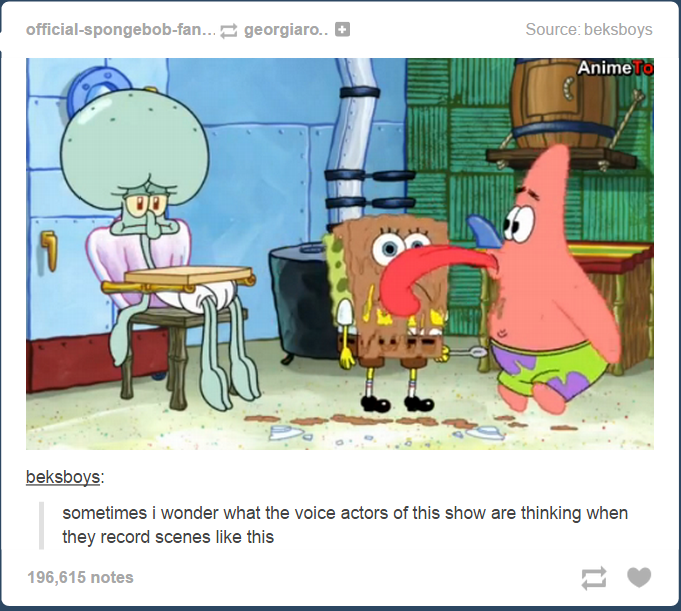 official-spongebob-fan... georgiaro.. Source: beksboys
AnimeTo
beksboys:
sometimes i wonder what the voice actors of this show are thinking when
they record scenes like this
196,615 notes